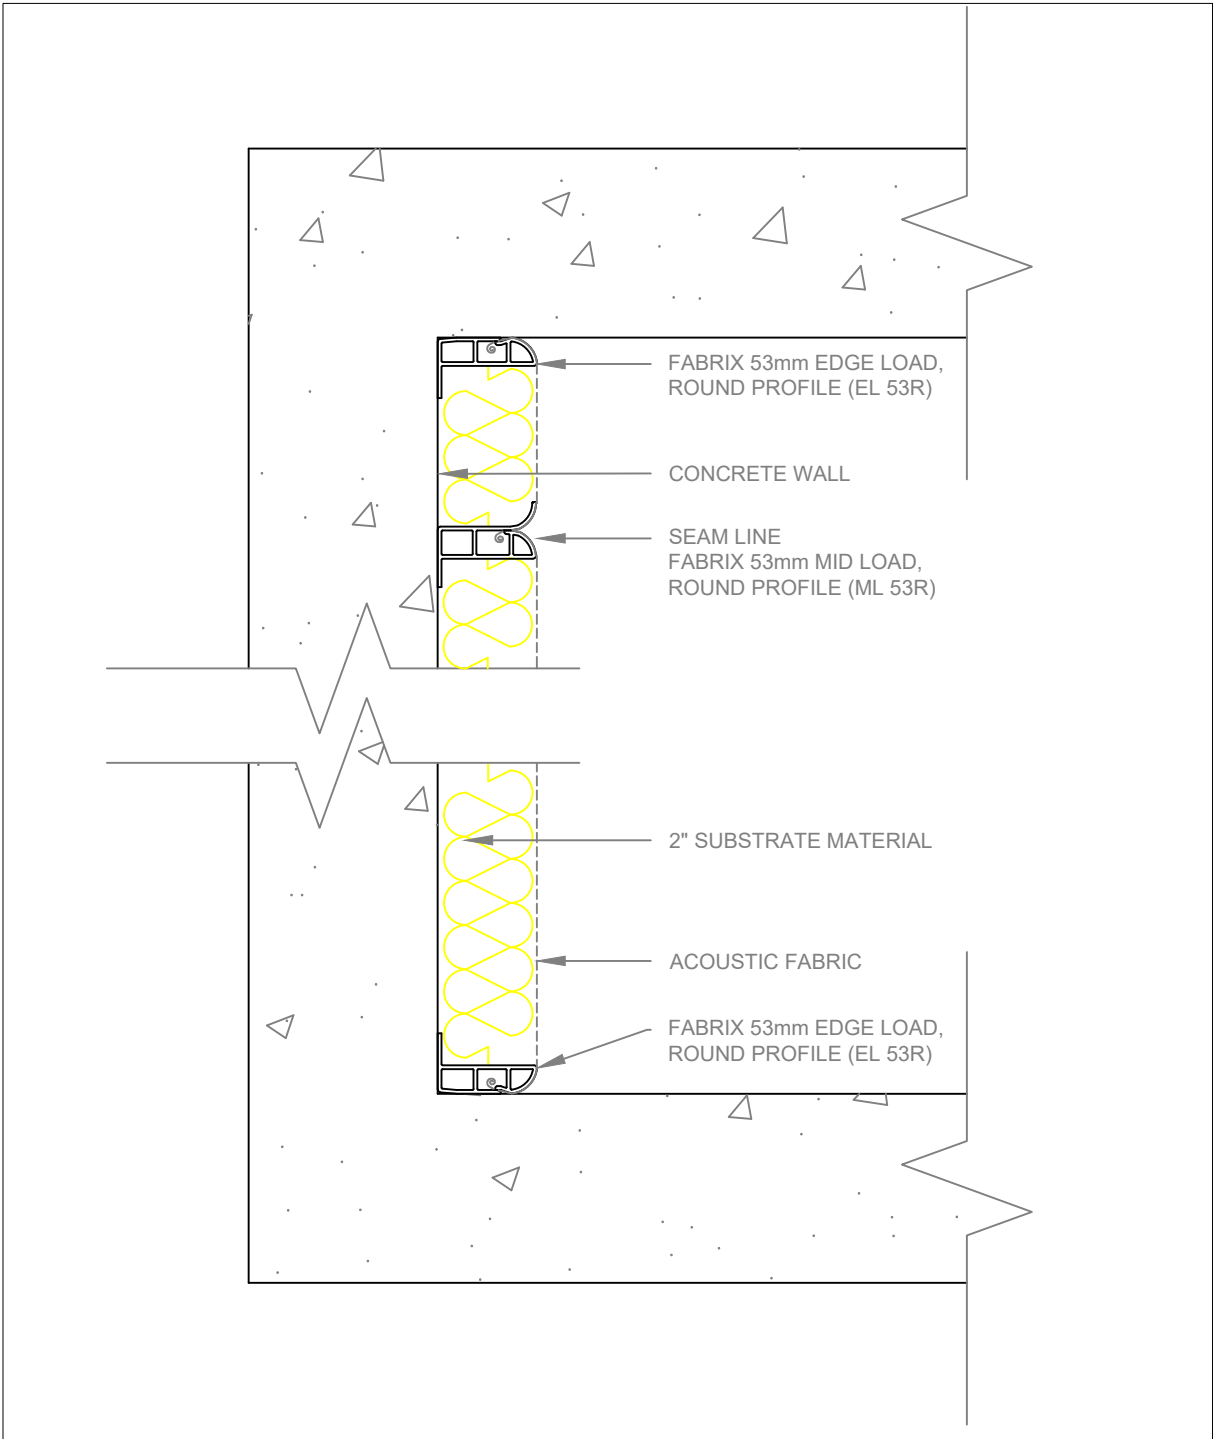 FABRIX 53mm EDGE LOAD,
ROUND PROFILE (EL 53R)
CONCRETE WALL
SEAM LINE
FABRIX 53mm MID LOAD,
ROUND PROFILE (ML 53R)
2" SUBSTRATE MATERIAL
ACOUSTIC FABRIC
FABRIX 53mm EDGE LOAD,
ROUND PROFILE (EL 53R)